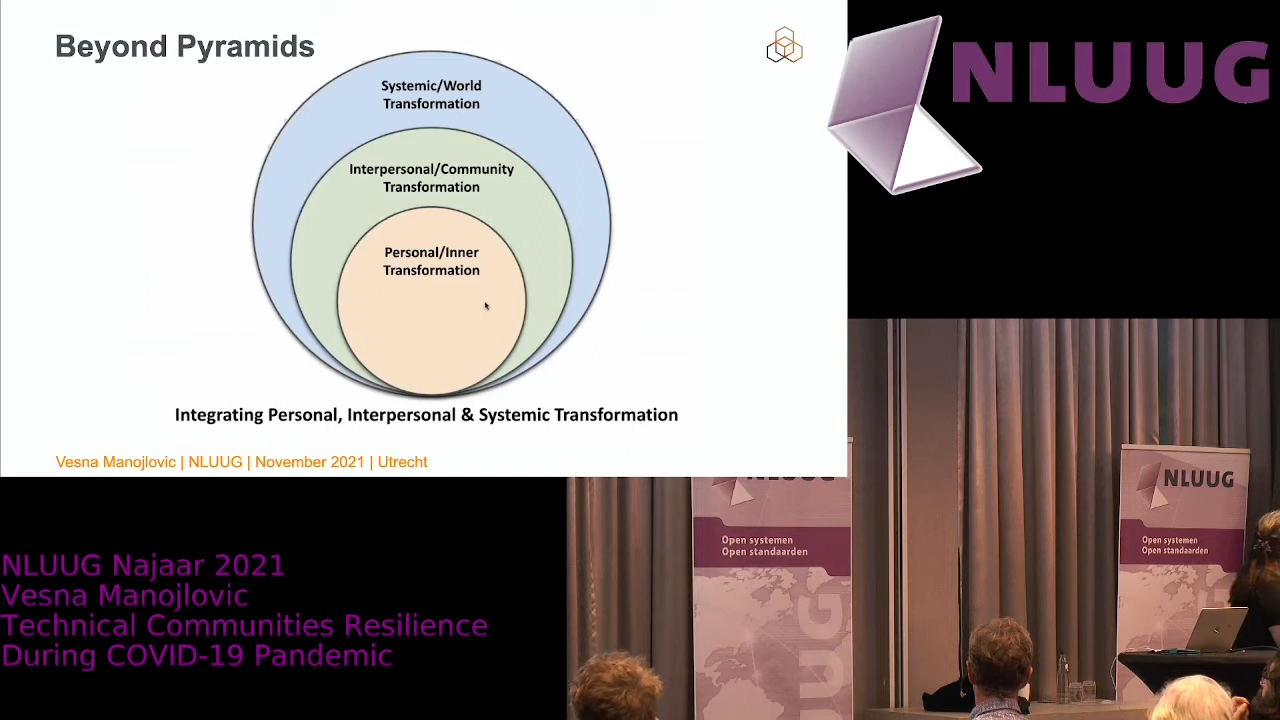 Beyond Pyramids
Systemic/World
Transformation
Interpersonal/Community
Transformation
Personal/Inner
Transformation
Integrating Personal, Interpersonal & Systemic Transformation
Vesna Manojlovic | NLUUG | November 2021 | Utrecht
NLUUG
NLUUG Najaar 2021
Vesna Manojlovic
Technical Communities Resilience
During COVID-19 Pandemic
NLUUG
Open systemen
Open standaarden
NLUUG
NLUUG
Open systemen
Open standaarden